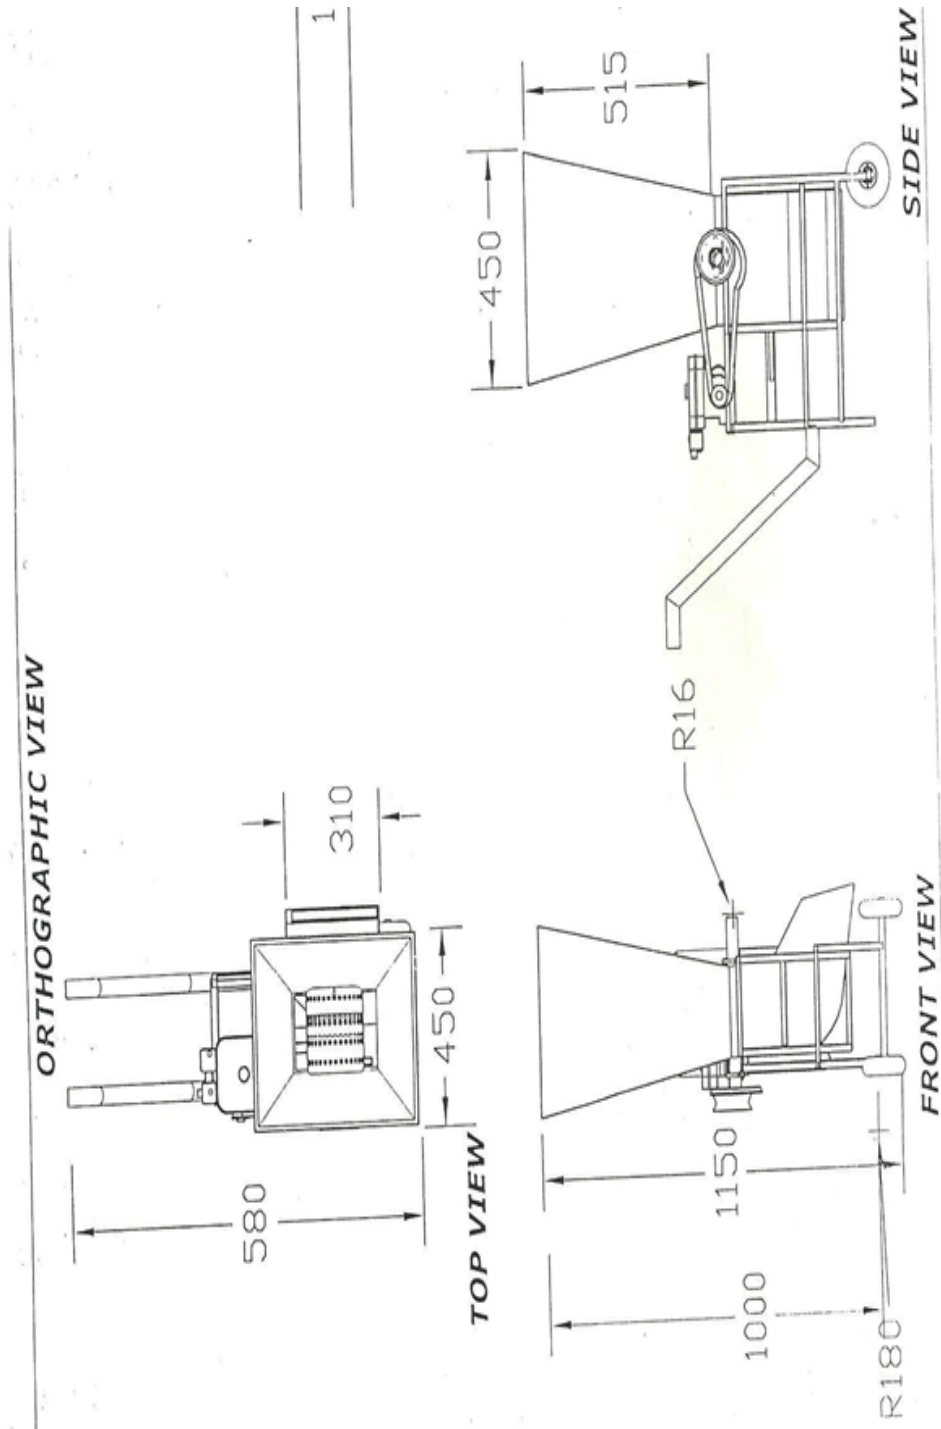 ORTHOGRAPHIC VIEW
580
310
450
TOP VIEW
1
450
515
R16
1150
1000
R180
FRONT VIEW
SIDE VIEW